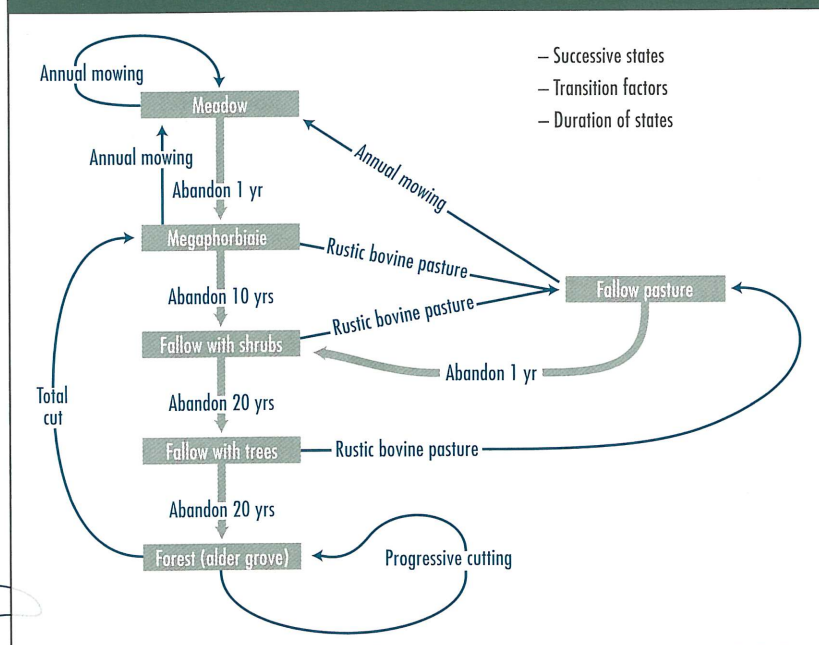 – Successive states
– Transition factors
– Duration of states
Annual mowing
Meadow
Annual mowing
Annual mowing
Abandon 1 yr
Megaphorbiaie
Rustic bovine pasture
Fallow pasture
Abandon 10 yrs
Rustic bovine pasture
Fallow with shrubs
Abandon 1 yr
Total
cut
Abandon 20 yrs
Fallow with trees
Rustic bovine pasture
Abandon 20 yrs
Forest (alder grove)
Progressive cutting